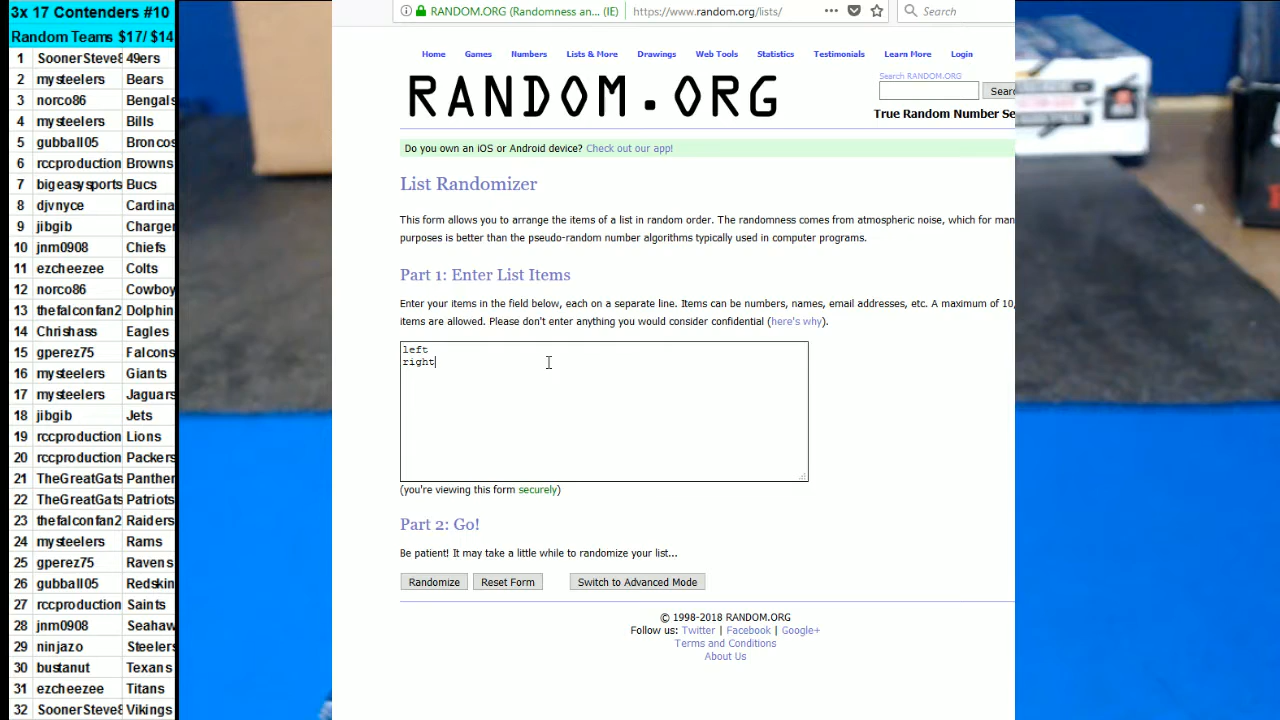 3x 17 Contenders #10
Random Teams $17/ $14
1 SoonerSteve8 49ers
2 mysteelers Bears
3 norco86 Bengals
4 mysteelers Bills
5 gubball05 Broncos
6 rccproduction Browns
7 bigeasysports Bucs
8 djvnyce Cardina
9 jibgib Charger
10 jnm0908 Chiefs
11 ezcheezee Colts
12 norco86 Cowboy
13 thefalconfan2 Dolphin
14 Chrishass Eagles
15 gperez75 Falcons
16 mysteelers Giants
17 mysteelers Jaguars
18 jibgib Jets
19 rccproduction Lions
20 rccproduction Packers
21 TheGreatGats Panther
22 TheGreatGats Patriots
23 thefalconfan2 Raiders
24 mysteelers Rams
25 gperez75 Ravens
26 gubball05 Redskin
27 rccproduction Saints
28 jnm0908 Seahaw
29 ninjazo Steelers
30 bustanut Texans
31 ezcheezee Titans
32 SoonerSteve8 Vikings
RANDOM.ORG (Randomness an... (IE) https://www.random.org/lists/ Search
Home Games Numbers Lists & More Drawings Web Tools Statistics Testimonials Learn More Login
RANDOM.ORG
Search RANDOM.ORG
Searc
True Random Number Se
Do you own an iOS or Android device? Check out our app!
List Randomizer
This form allows you to arrange the items of a list in random order. The randomness comes from atmospheric noise, which for man
purposes is better than the pseudo-random number algorithms typically used in computer programs.
Part 1: Enter List Items
Enter your items in the field below, each on a separate line. Items can be numbers, names, email addresses, etc. A maximum of 10,
items are allowed. Please don't enter anything you would consider confidential (here's why).
left
right
(you're viewing this form securely)
Part 2: Go!
Be patient! It may take a little while to randomize your list...
Randomize Reset Form Switch to Advanced Mode
© 1998-2018 RANDOM.ORG
Follow us: Twitter | Facebook | Google+
Terms and Conditions
About Us